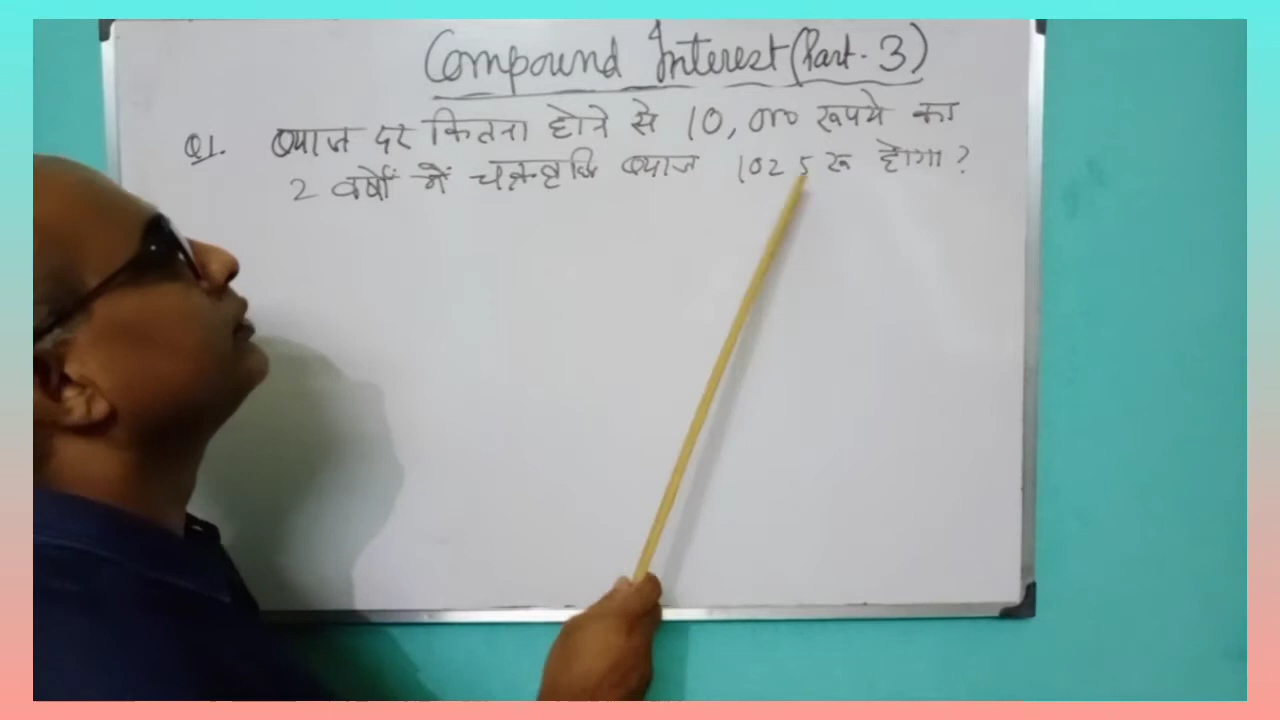 Compound Interest (Part-3)
Q1. ब्याज दर कितना होने से 10,000 रूपये का
2 वर्षों में चक्रवृद्धि ब्याज 1025 रू होगा?